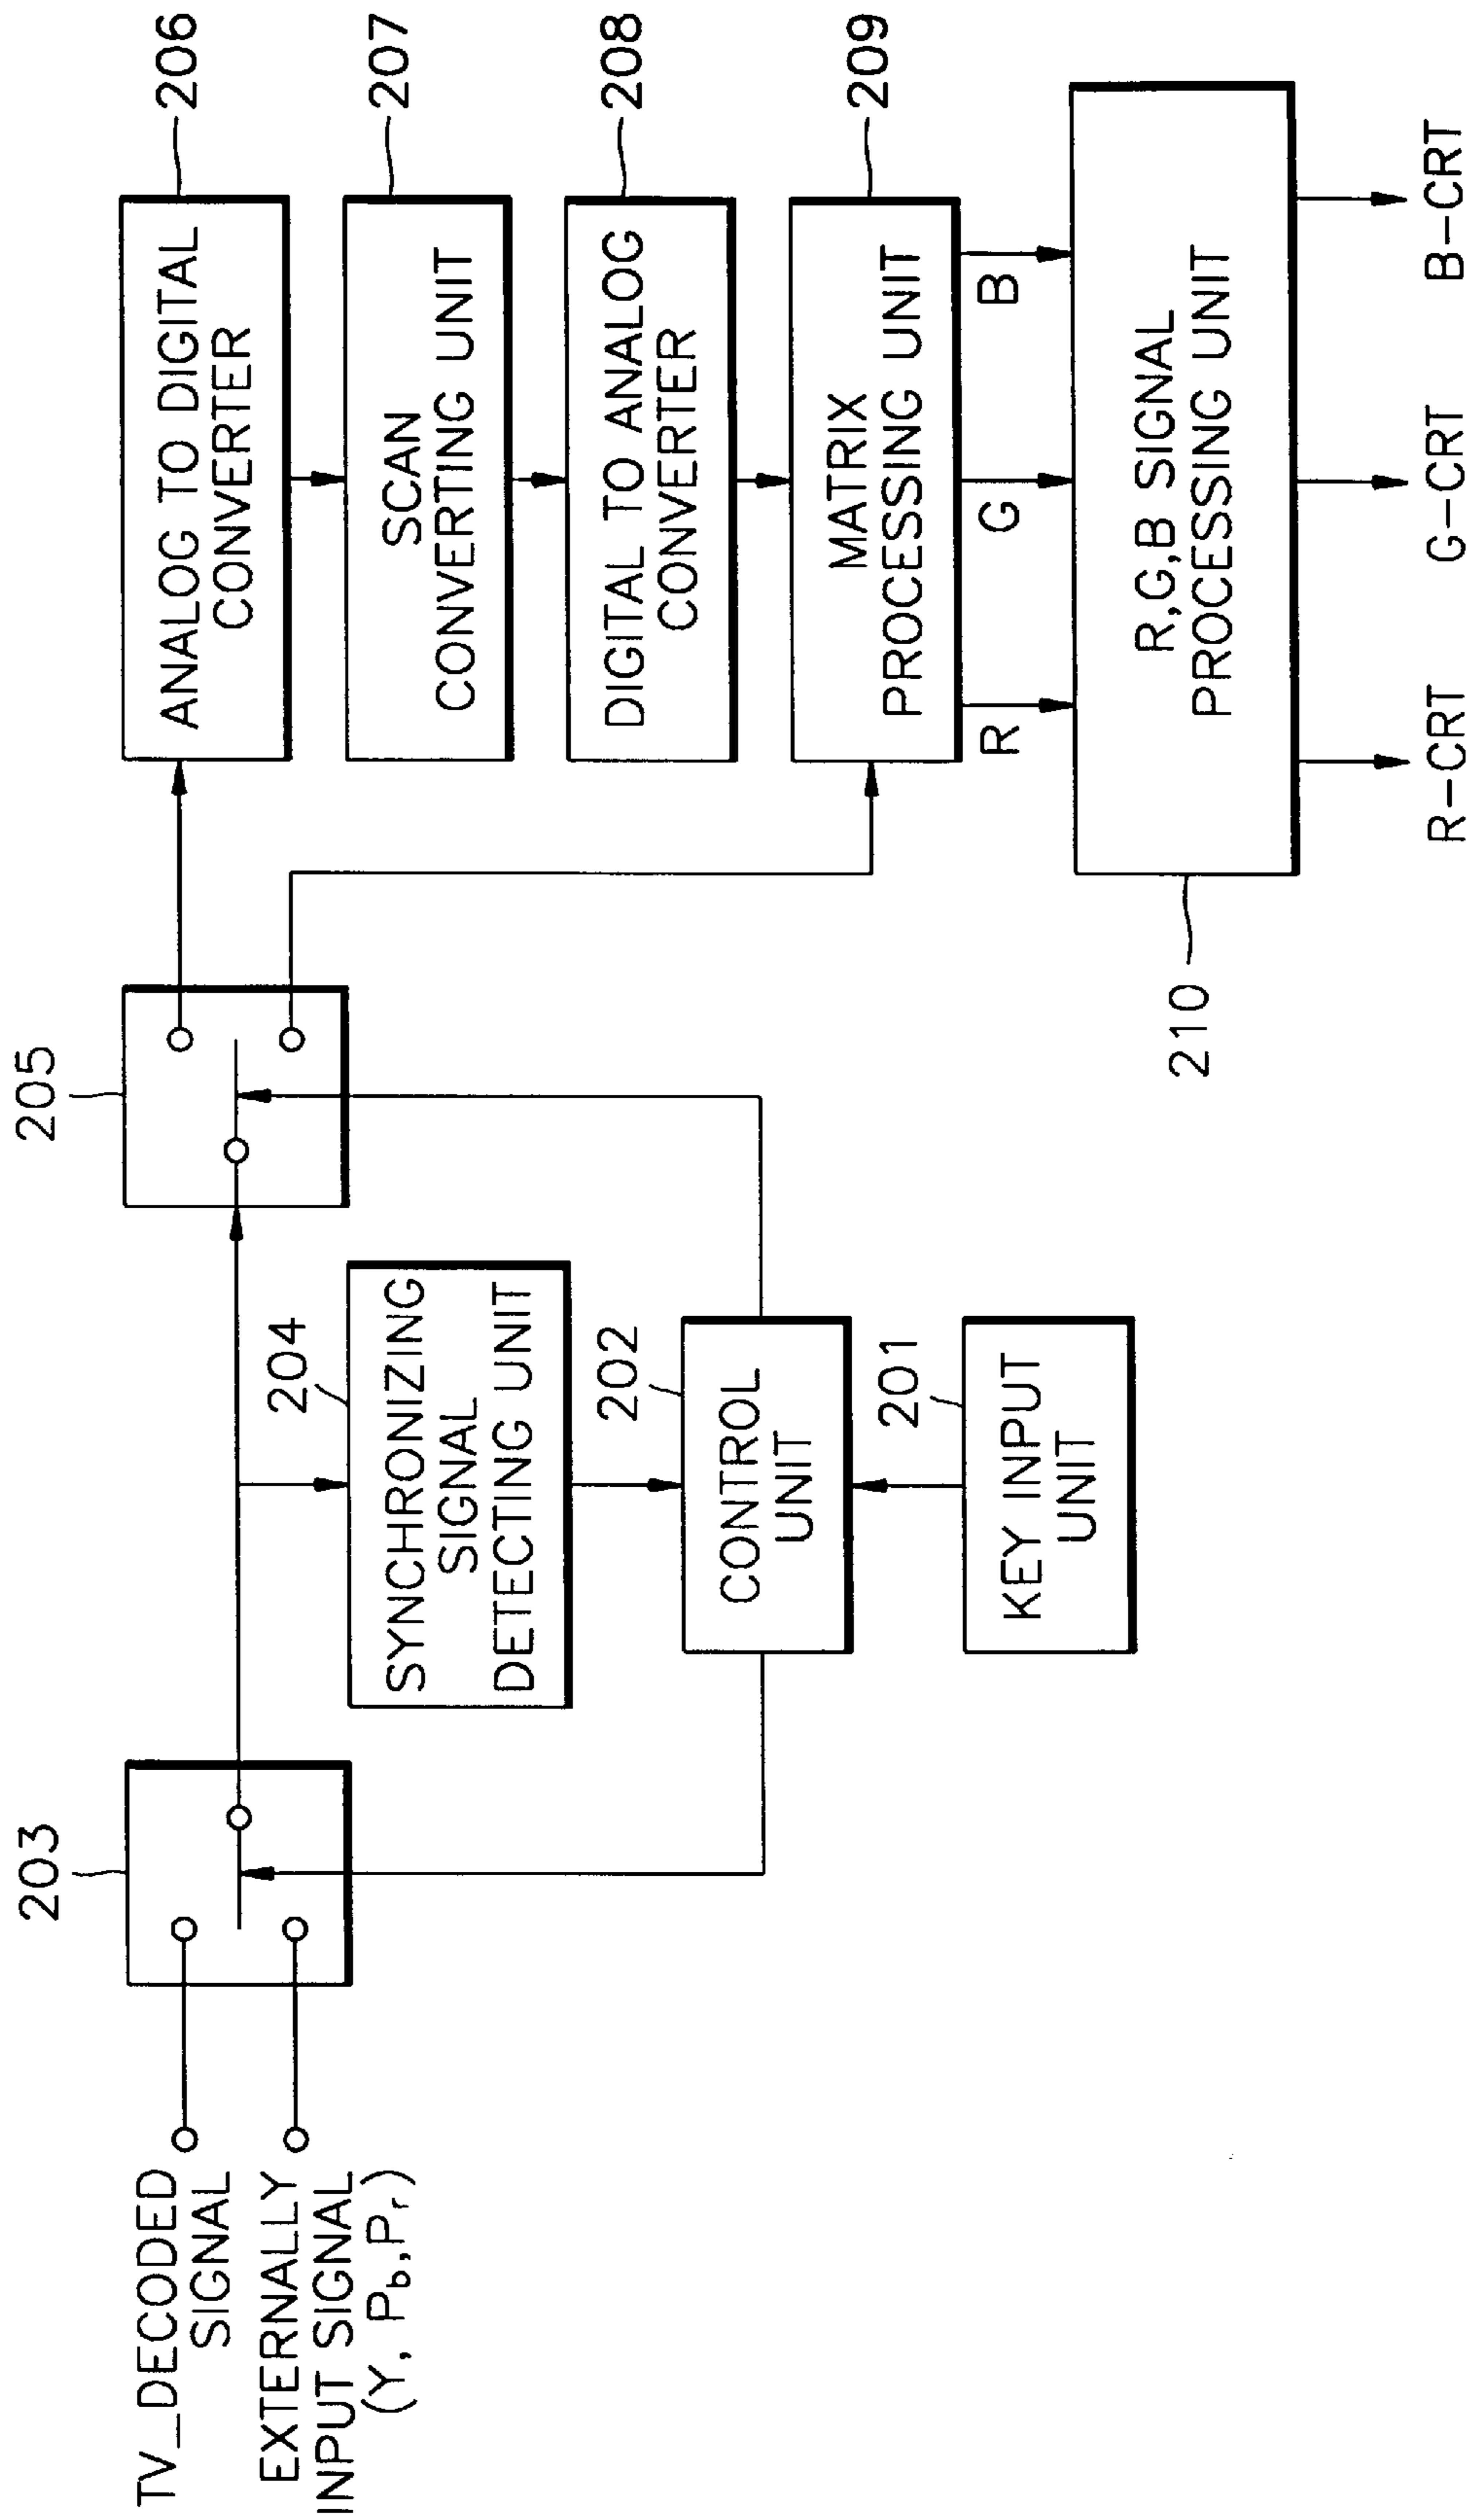 203
205
TV_DECODED
SIGNAL
EXTERNALLY
INPUT SIGNAL
(Y, Pb,Pr)
204
SYNCHRONIZING
SIGNAL
DETECTING UNIT
202
CONTROL
UNIT
201
KEY INPUT
UNIT
ANALOG TO DIGITAL
CONVERTER
206
SCAN
CONVERTING UNIT
207
DIGITAL TO ANALOG
CONVERTER
208
MATRIX
PROCESSING UNIT
209
R
G
B
R,G,B SIGNAL
PROCESSING UNIT
210
R-CRT
G-CRT
B-CRT